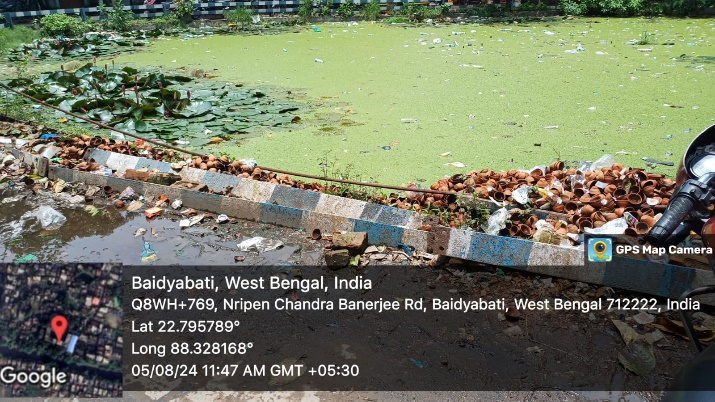 GPS Map Camera
Baidyabati, West Bengal, India
Q8WH+769, Nripen Chandra Banerjee Rd, Baidyabati, West Bengal 712222, India
Lat 22.795789°
Long 88.328168°
05/08/24 11:47 AM GMT +05:30
Google